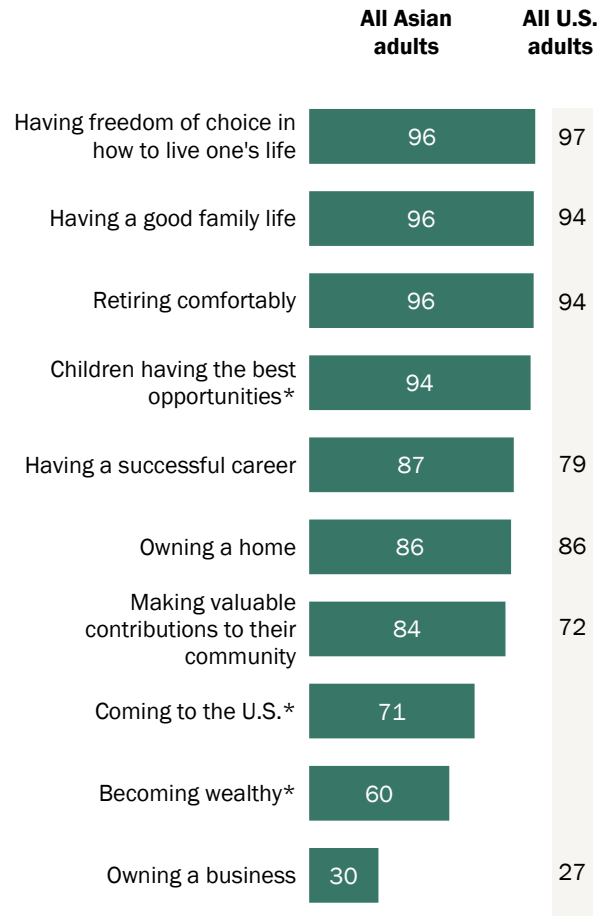 All Asian
adults
All U.S.
adults
Having freedom of choice in
how to live one's life
96
97
Having a good family life
96
94
Retiring comfortably
96
94
Children having the best
opportunities*
94
Having a successful career
87
79
Owning a home
86
86
Making valuable
contributions to their
community
84
72
Coming to the U.S.*
71
Becoming wealthy*
60
Owning a business
30
27